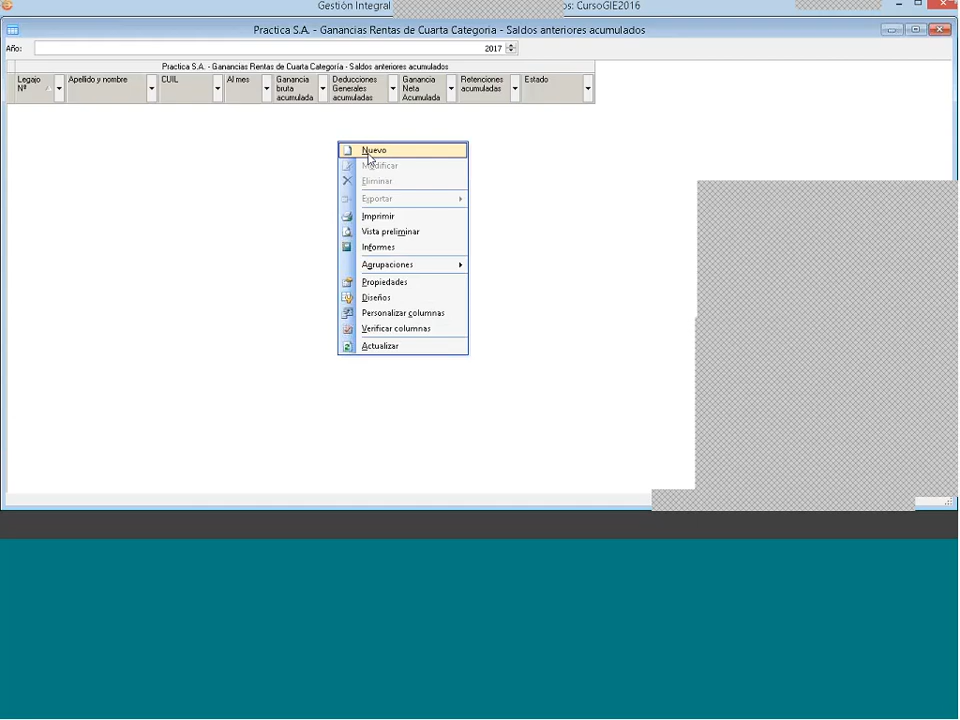 Gestión Integral
os: CursoGIE2016
Practica S.A. - Ganancias Rentas de Cuarta Categoria - Saldos anteriores acumulados
Año:
2017
Practica S.A. - Ganancias Rentas de Cuarta Categoría - Saldos anteriores acumulados
Legajo Nº
Apellido y nombre
CUIL
Al mes
Ganancia bruta acumulada
Deducciones Generales acumuladas
Ganancia Neta Acumulada
Retenciones acumuladas
Estado
Nuevo
Modificar
Eliminar
Exportar
Imprimir
Vista preliminar
Informes
Agrupaciones
Propiedades
Diseños
Personalizar columnas
Verificar columnas
Actualizar